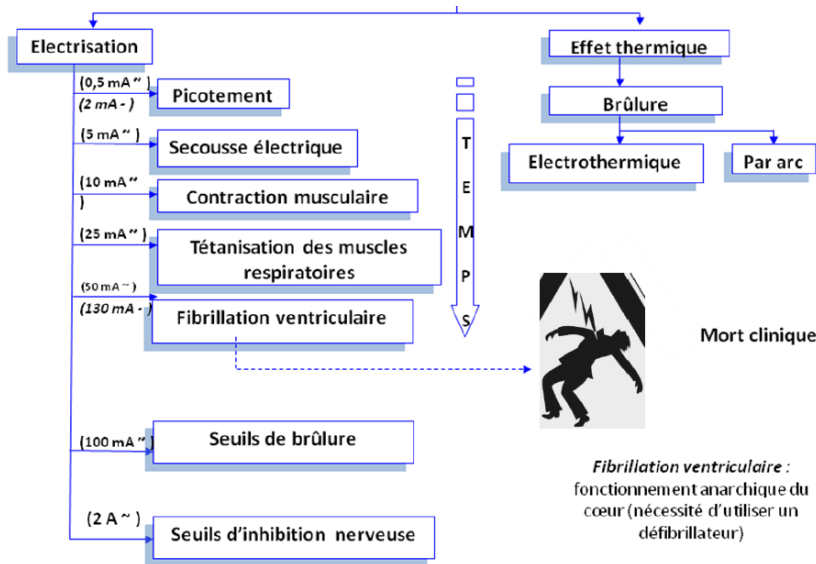 Electrisation
Effet thermique
(0,5 mA ~ )
(2 mA - )
Picotement
Brûlure
(5 mA ~ )
Secousse électrique
Electrothermique
Par arc
(10 mA ~
)
Contraction musculaire
(25 mA ~ )
Tétanisation des muscles
respiratoires
(50 mA ~)
(130 mA - )
Fibrillation ventriculaire
T
E
M
P
S
Mort clinique
(100 mA ~ )
Seuils de brûlure
Fibrillation ventriculaire :
fonctionnement anarchique du
cœur (nécessité d'utiliser un
défibrillateur)
(2 A ~ )
Seuils d'inhibition nerveuse